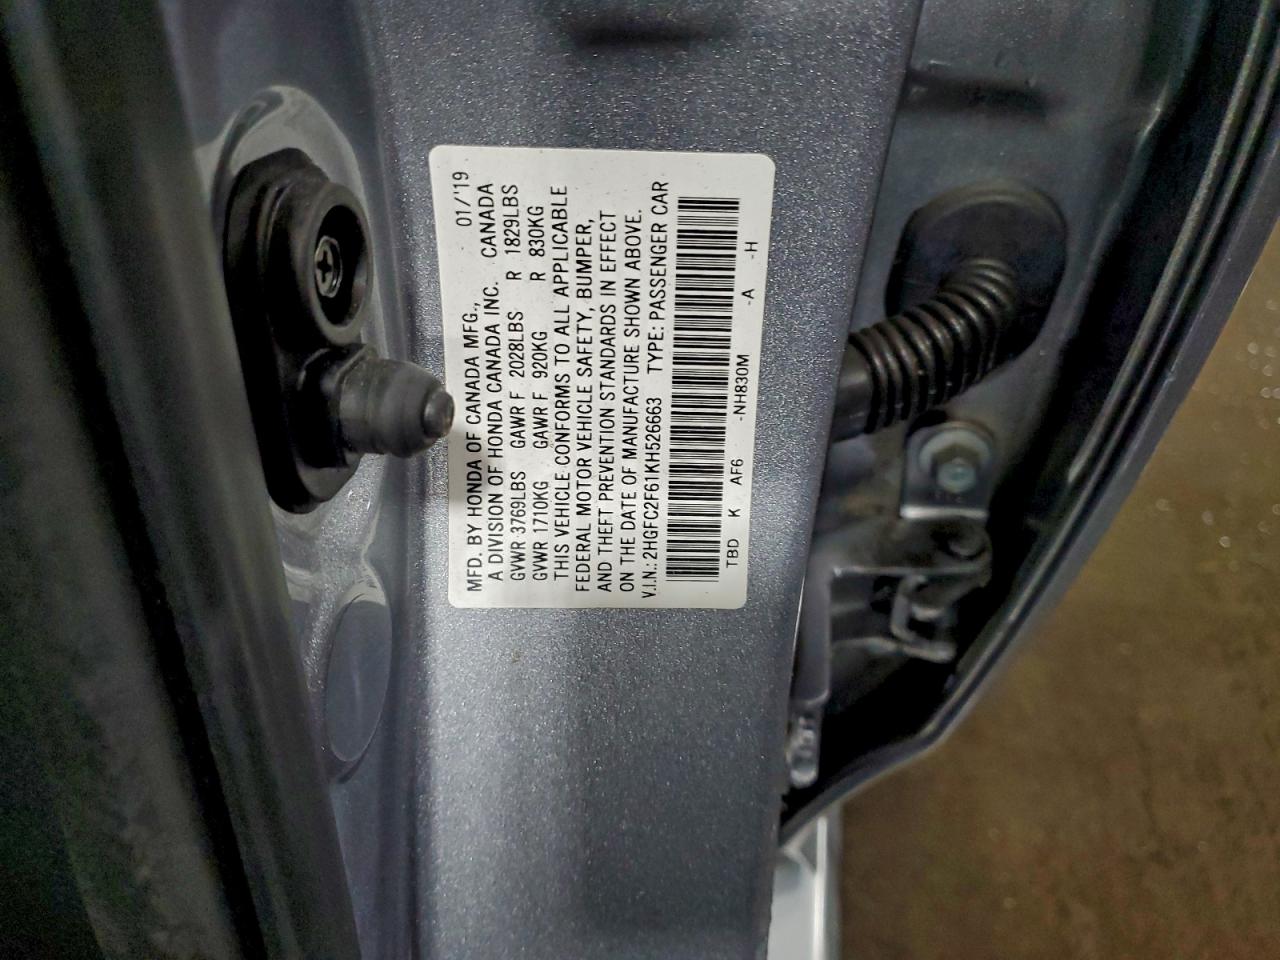 MFD. BY HONDA OF CANADA MFG., 01/'19
A DIVISION OF HONDA CANADA INC. CANADA
GVWR 3769LBS GAWR F 2028LBS R 1829LBS
GVWR 1710KG GAWR F 920KG R 830KG
THIS VEHICLE CONFORMS TO ALL APPLICABLE
FEDERAL MOTOR VEHICLE SAFETY, BUMPER,
AND THEFT PREVENTION STANDARDS IN EFFECT
ON THE DATE OF MANUFACTURE SHOWN ABOVE.
V.I.N.: 2HGFC2F61KH526663 TYPE: PASSENGER CAR
TBD K AF6 -NH830M -A -H